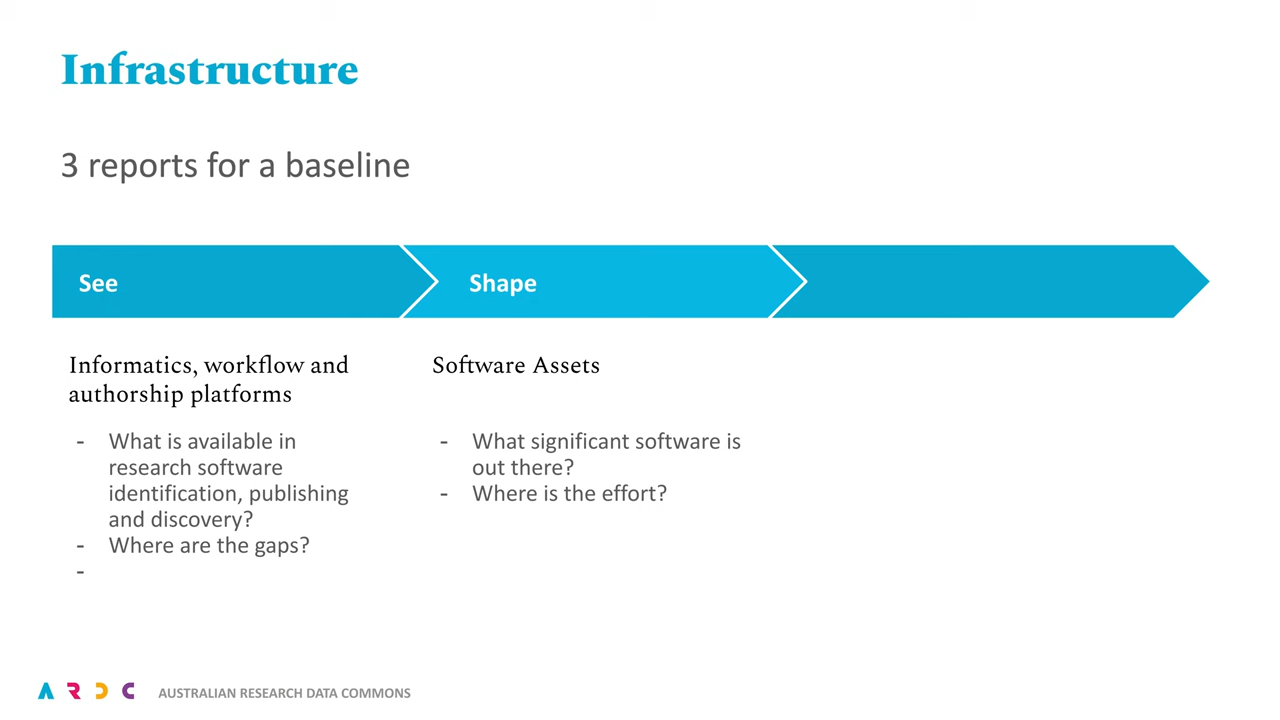 Infrastructure
3 reports for a baseline
See
Shape
Informatics, workflow and
authorship platforms
- What is available in
research software
identification, publishing
and discovery?
- Where are the gaps?
-
Software Assets
- What significant software is
out there?
- Where is the effort?
ARDC AUSTRALIAN RESEARCH DATA COMMONS